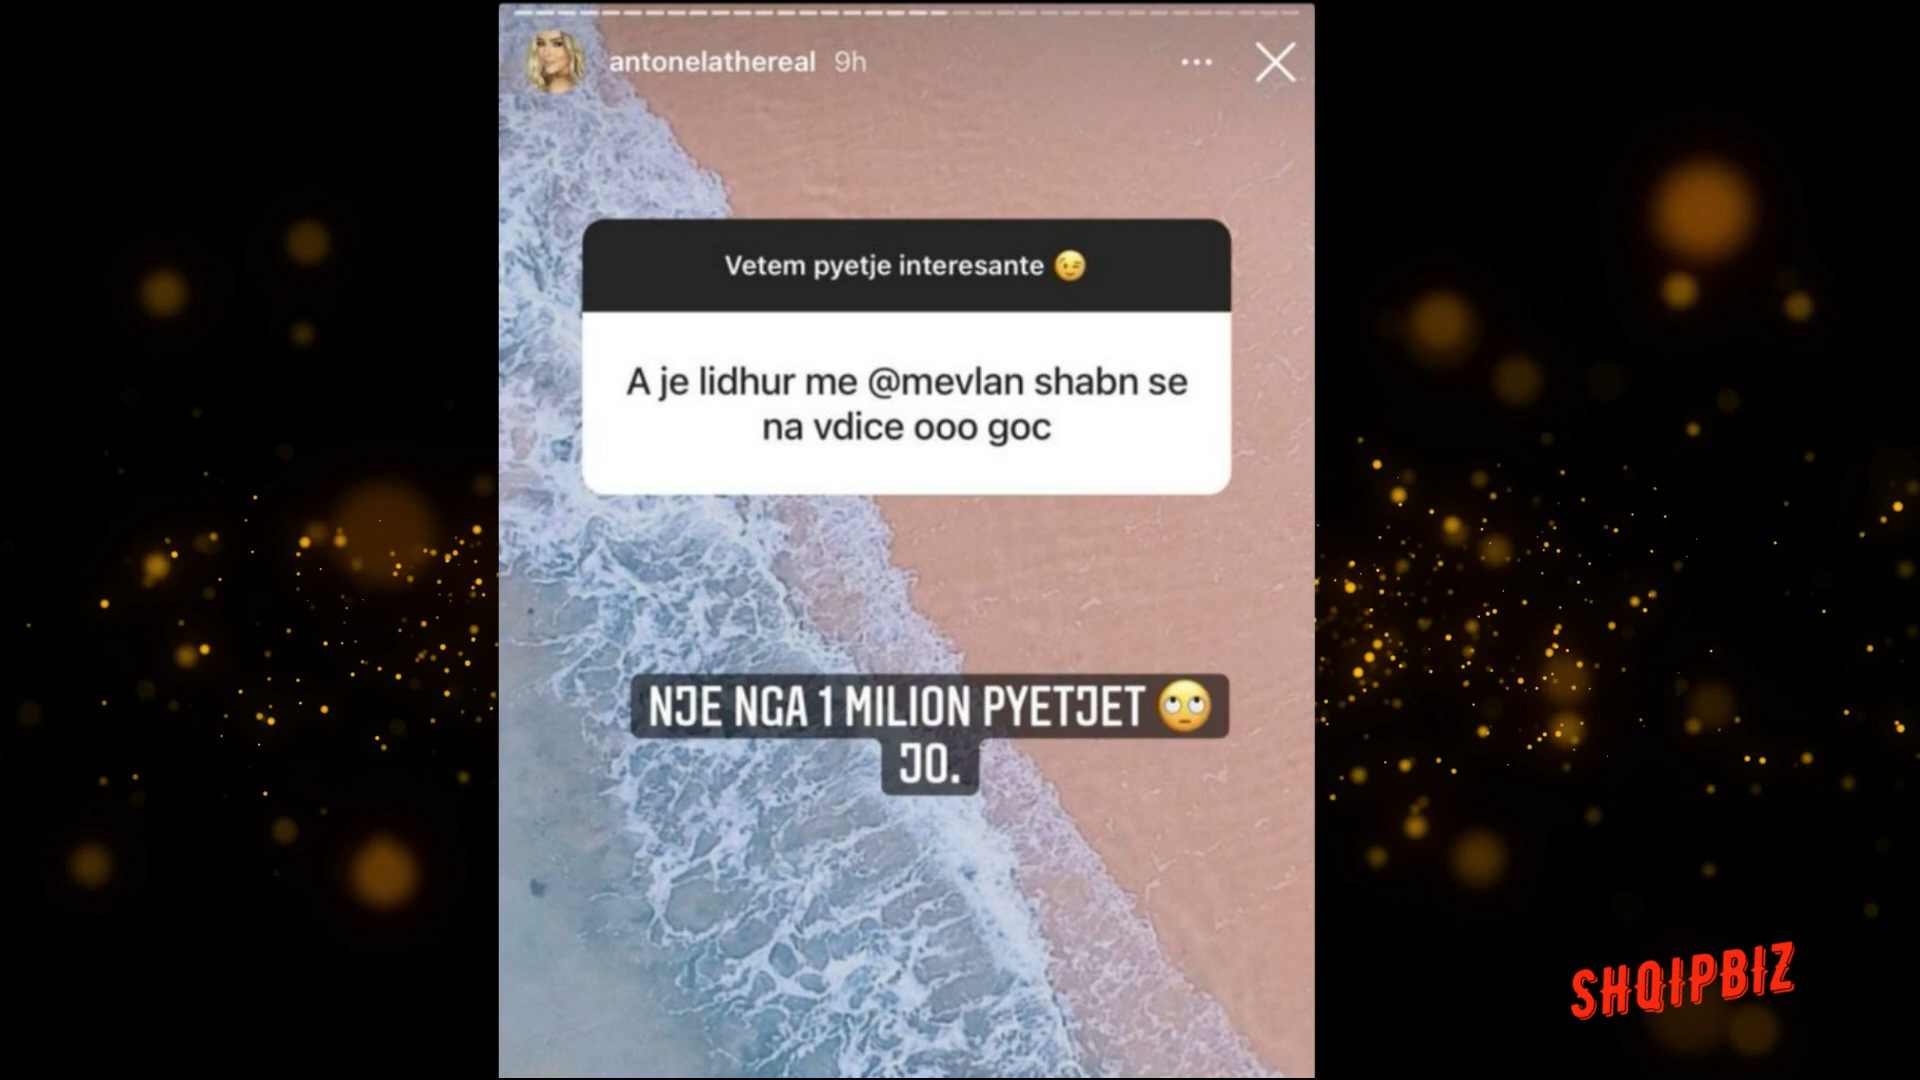 antonelathereal 9h
Vetem pyetje interesante 😉
A je lidhur me @mevlan shabn se
na vdice ooo goc
NJE NGA 1 MILION PYETJET 🙄
JO.
SHQIPBIZ